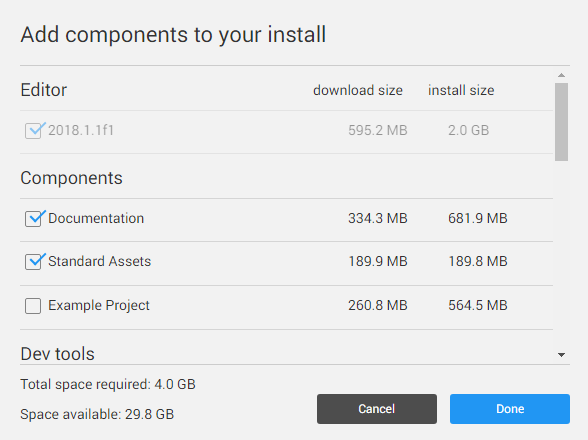 Add components to your install
Editor download size install size
2018.1.1f1 595.2 MB 2.0 GB
Components
Documentation 334.3 MB 681.9 MB
Standard Assets 189.9 MB 189.8 MB
Example Project 260.8 MB 564.5 MB
Dev tools
Total space required: 4.0 GB
Space available: 29.8 GB
Cancel Done